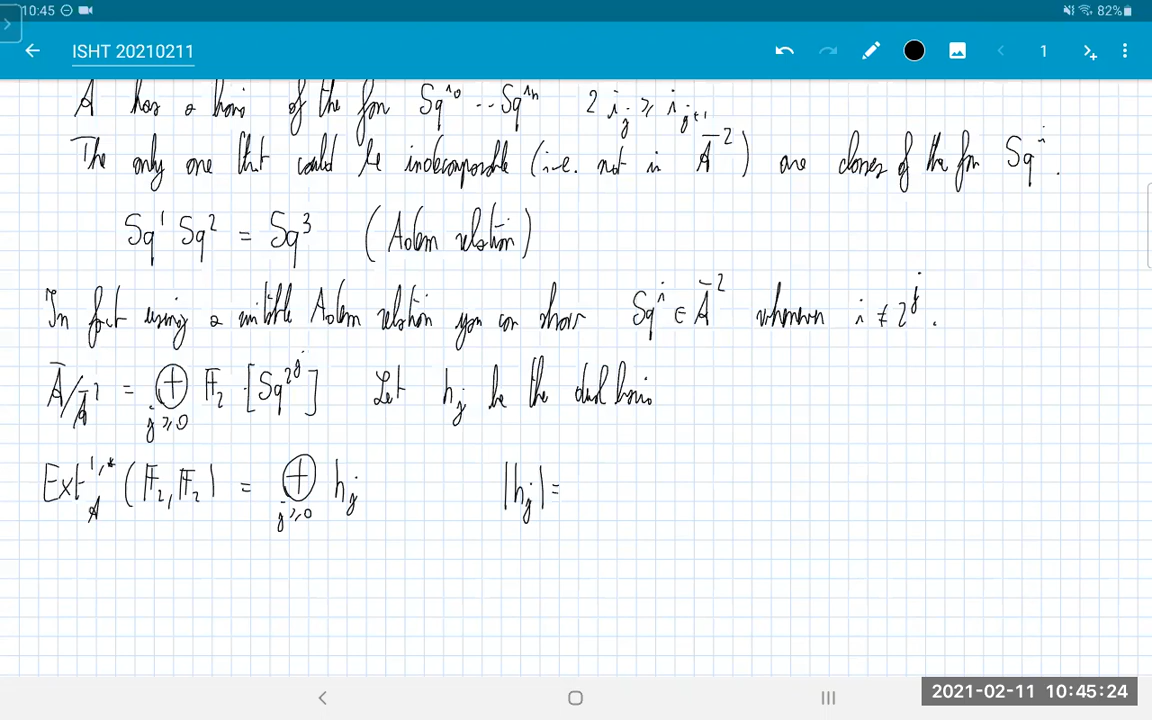 10:45 82%
ISHT 20210211 1
A has a basis of the form Sq^{i_0} ... Sq^{i_n} 2 i_j ≥ i_{j+1}
The only one that could be indecomposable (i.e. not in Ā^2) are classes of the form Sq^i.
Sq^1 Sq^2 = Sq^3 (Adem relation)
In fact using a suitable Adem relation you can show Sq^i ∈ Ā^2 whenever i ≠ 2^j.
Ā/Ā^2 = ⊕_{j≥0} F_2 · [Sq^{2^j}] Let h_j be the dual basis
Ext_A^{1,*} (F_2, F_2) = ⊕_{j≥0} h_j |h_j| =
2021-02-11 10:45:24